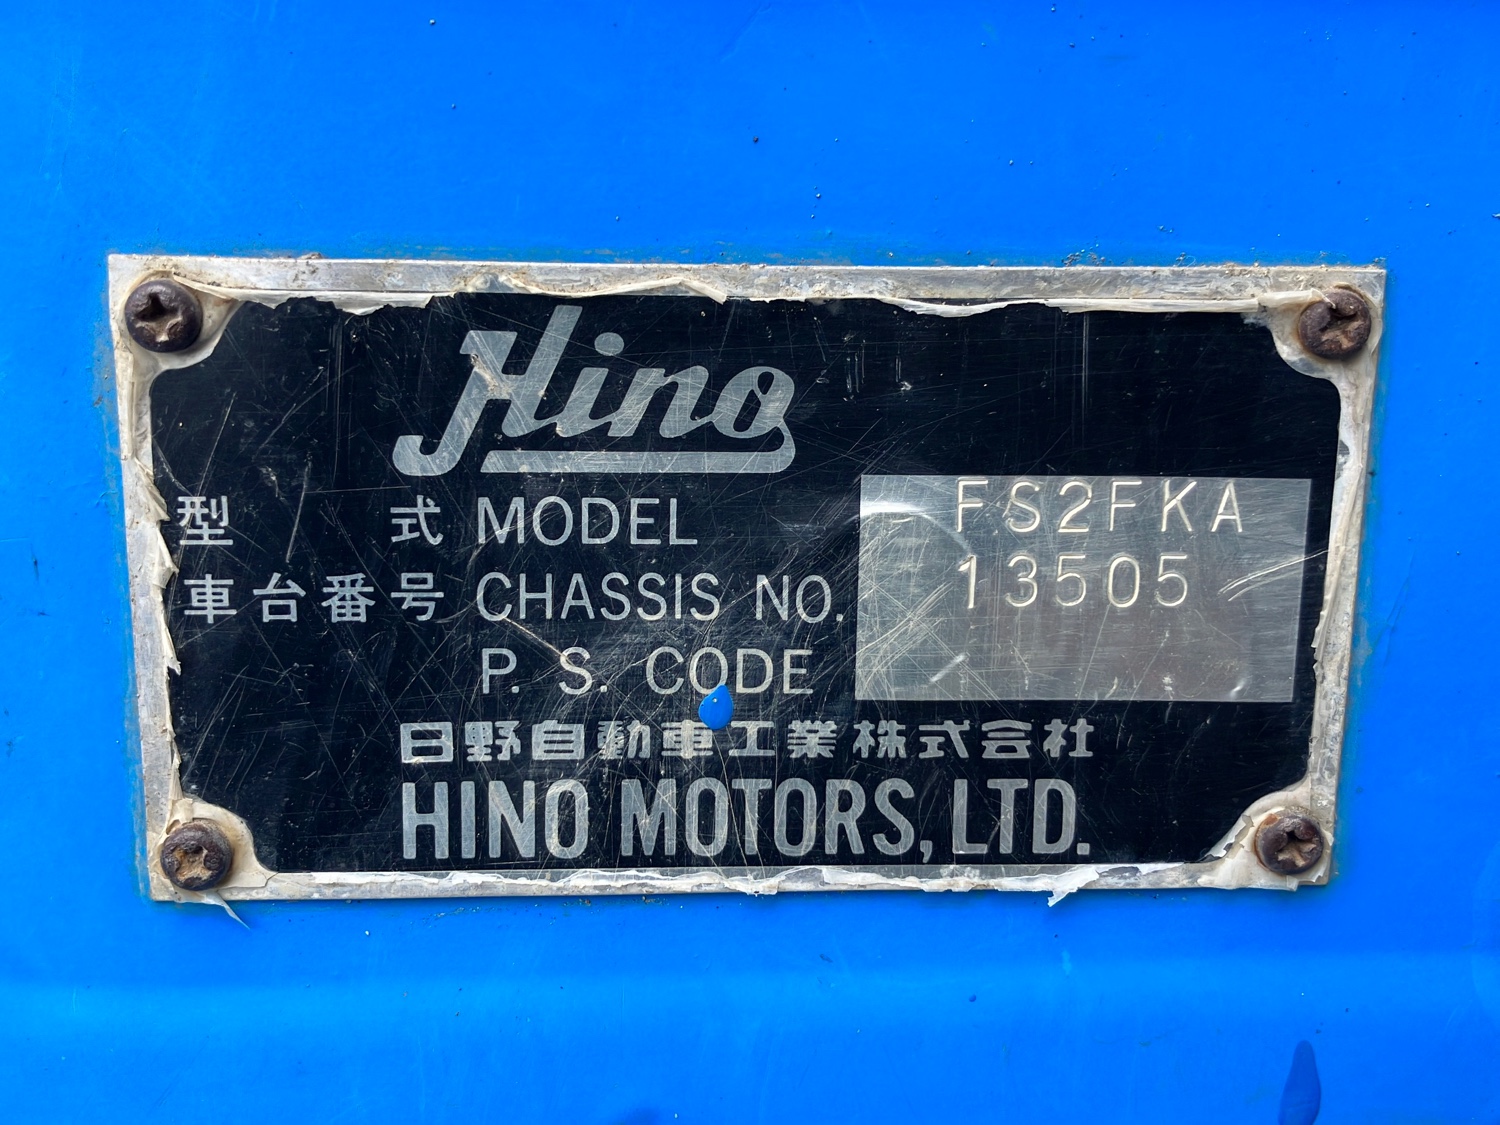 Hino
型 式 MODEL FS2FKA
車台番号 CHASSIS NO. 13505
P. S. CODE
日野自動車工業株式会社
HINO MOTORS, LTD.